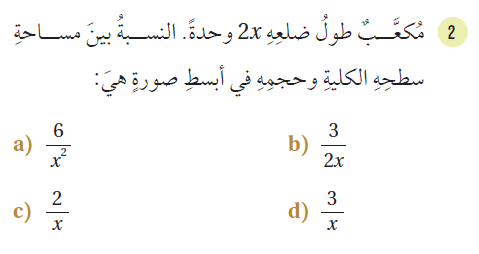 2 مُكعَّبٌ طولُ ضلعِهِ 2x وحدةً. النسبةُ بينَ مساحةِ
سطحِهِ الكليةِ وحجمِهِ في أبسطِ صورةٍ هيَ:
a) 6/x² b) 3/2x
c) 2/x d) 3/x